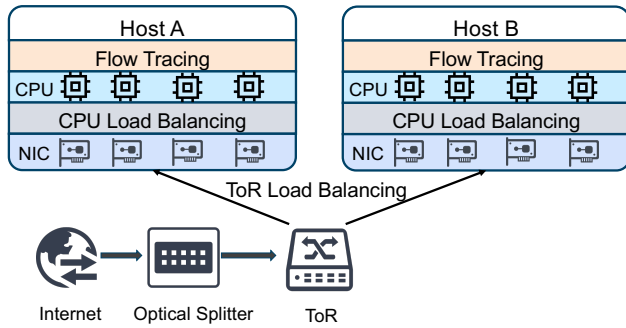 Host A
Flow Tracing
CPU
CPU Load Balancing
NIC
Host B
Flow Tracing
CPU
CPU Load Balancing
NIC
ToR Load Balancing
Internet
Optical Splitter
ToR